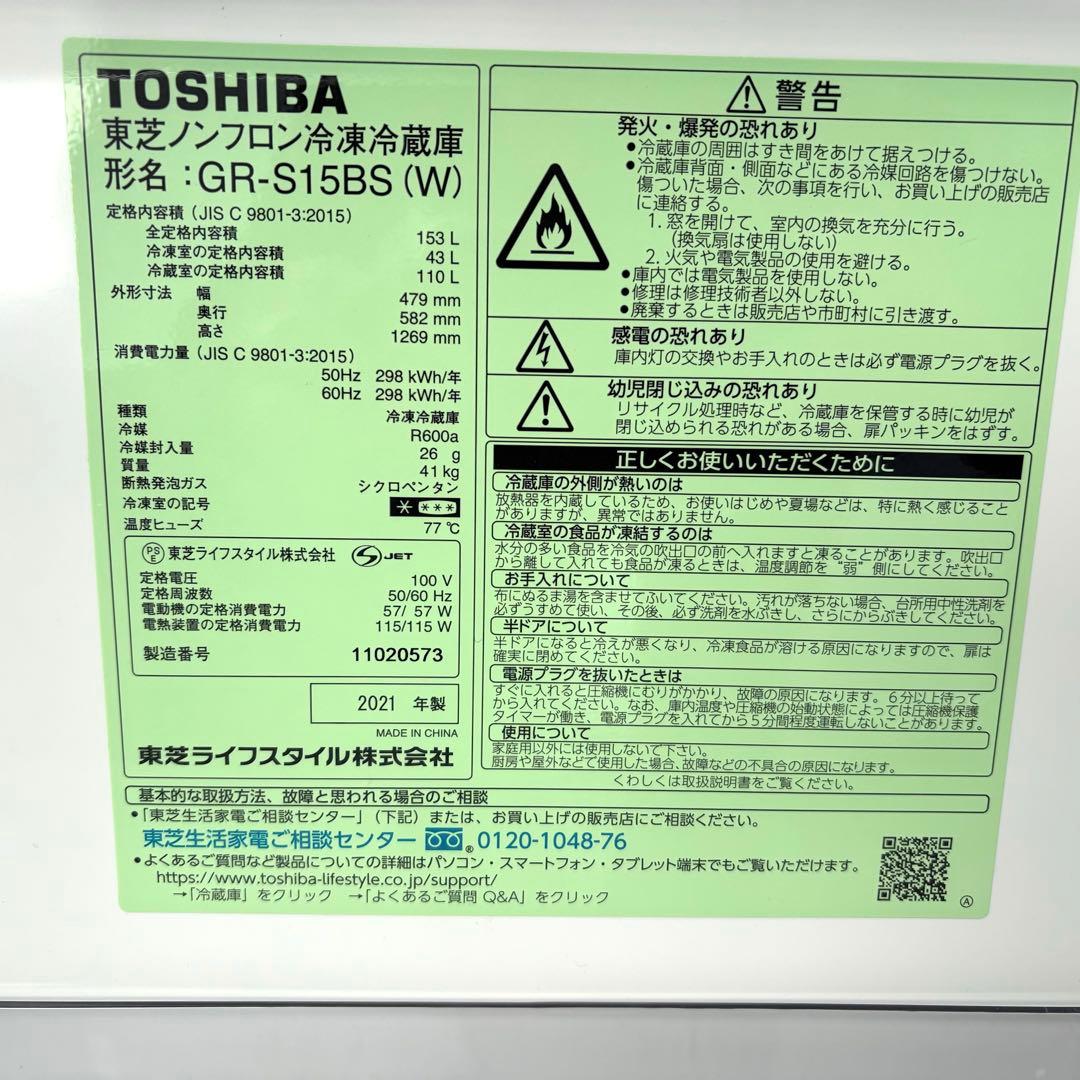 TOSHIBA
東芝ノンフロン冷凍冷蔵庫
形名：GR-S15BS (W)
定格内容積（JIS C 9801-3:2015）
全定格内容積 153 L
冷凍室の定格内容積 43 L
冷蔵室の定格内容積 110 L
外形寸法 幅 479 mm
奥行 582 mm
高さ 1269 mm
消費電力量（JIS C 9801-3:2015）
50Hz 298 kWh/年
60Hz 298 kWh/年
種類 冷凍冷蔵庫
冷媒 R600a
冷媒封入量 26 g
質量 41 kg
断熱発泡ガス シクロペンタン
冷凍室の記号 * ***
温度ヒューズ 77 ℃
PSE 東芝ライフスタイル株式会社 JET
定格電圧 100 V
定格周波数 50/60 Hz
電動機の定格消費電力 57/ 57 W
電熱装置の定格消費電力 115/115 W
製造番号 11020573
2021 年製
MADE IN CHINA
東芝ライフスタイル株式会社
警告
発火・爆発の恐れあり
●冷蔵庫の周囲はすき間をあけて据えつける。
●冷蔵庫背面・側面などにある冷媒回路を傷つけない。
傷ついた場合、次の事項を行い、お買い上げの販売店
に連絡する。
1. 窓を開けて、室内の換気を充分に行う。
（換気扇は使用しない）
2. 火気や電気製品の使用を避ける。
●庫内では電気製品を使用しない。
●修理は修理技術者以外しない。
●廃棄するときは販売店や市町村に引き渡す。
感電の恐れあり
庫内灯の交換やお手入れのときは必ず電源プラグを抜く。
幼児閉じ込みの恐れあり
リサイクル処理時など、冷蔵庫を保管する時に幼児が
閉じ込められる恐れがある場合、扉パッキンをはずす。
正しくお使いいただくために
冷蔵庫の外側が熱いのは
放熱器を内蔵しているため、お使いはじめや夏場などは、特に熱く感じること
がありますが、異常ではありません。
冷蔵室の食品が凍結するのは
水分の多い食品を冷気の吹出口の前へ入れますと凍ることがあります。吹出口
から離して入れても食品が凍るときは、温度調節を“弱”側にしてください。
お手入れについて
布にぬるま湯を含ませてふいてください。汚れが落ちない場合、台所用中性洗剤を
必ずうすめて使い、その後、必ず洗剤を水ぶきし、さらにからぶきしてください。
半ドアについて
半ドアになると冷えが悪くなり、冷凍食品が溶ける原因になりますので、扉は
確実に閉めてください。
電源プラグを抜いたときは
すぐに入れると圧縮機にむりがかかり、故障の原因になります。６分以上待って
から入れてください。なお、庫内温度や圧縮機の始動状態によっては圧縮機保護
タイマーが働き、電源プラグを入れてから５分間程度運転しないことがあります。
使用について
家庭用以外には使用しないで下さい。
厨房や屋外などで使用した場合、故障などの不具合の原因になります。
くわしくは取扱説明書をご覧ください。
基本的な取扱方法、故障と思われる場合のご相談
●「東芝生活家電ご相談センター」（下記）または、お買い上げの販売店にご相談ください。
東芝生活家電ご相談センター ® 0120-1048-76
●よくあるご質問など製品についての詳細はパソコン・スマートフォン・タブレット端末でもご覧いただけます。
https://www.toshiba-lifestyle.co.jp/support/
→「冷蔵庫」をクリック →「よくあるご質問 Q&A」をクリック
Ⓐ